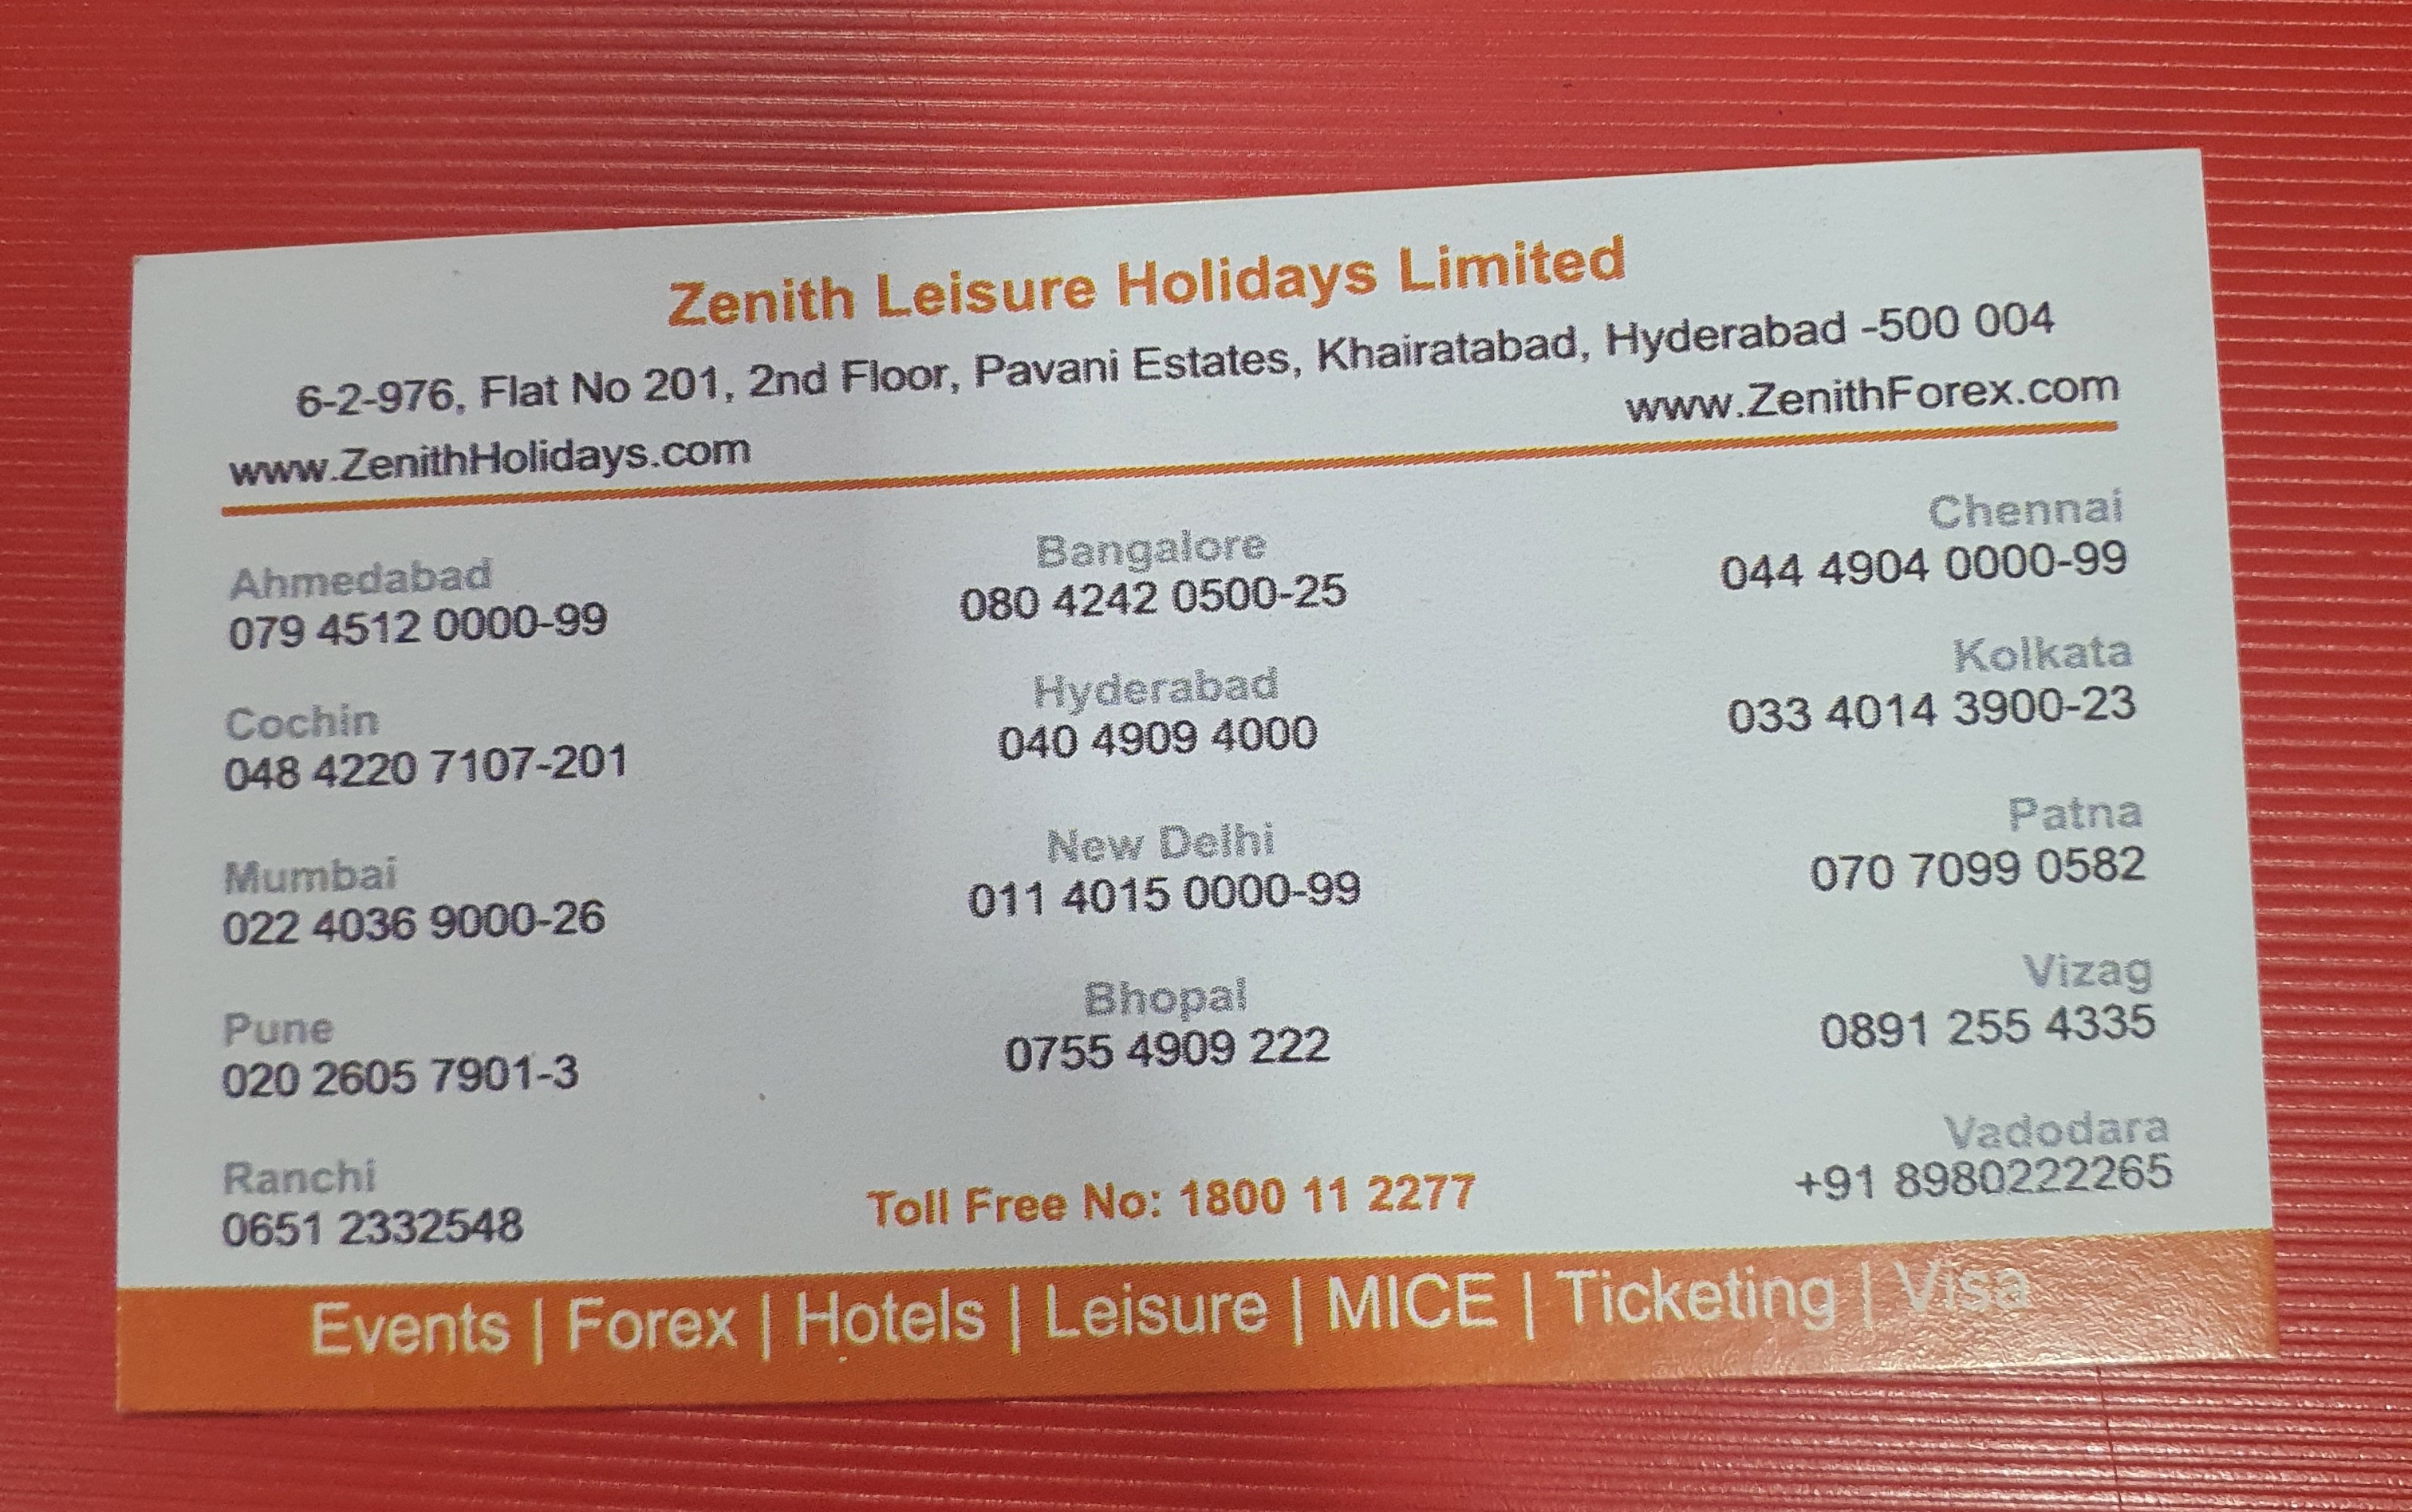 Zenith Leisure Holidays Limited
6-2-976, Flat No 201, 2nd Floor, Pavani Estates, Khairatabad, Hyderabad -500 004
www.ZenithHolidays.com www.ZenithForex.com
Ahmedabad Bangalore Chennai
079 4512 0000-99 080 4242 0500-25 044 4904 0000-99
Cochin Hyderabad Kolkata
048 4220 7107-201 040 4909 4000 033 4014 3900-23
Mumbai New Delhi Patna
022 4036 9000-26 011 4015 0000-99 070 7099 0582
Pune Bhopal Vizag
020 2605 7901-3 0755 4909 222 0891 255 4335
Ranchi Vadodara
0651 2332548 Toll Free No: 1800 11 2277 +91 8980222265
Events | Forex | Hotels | Leisure | MICE | Ticketing | Visa